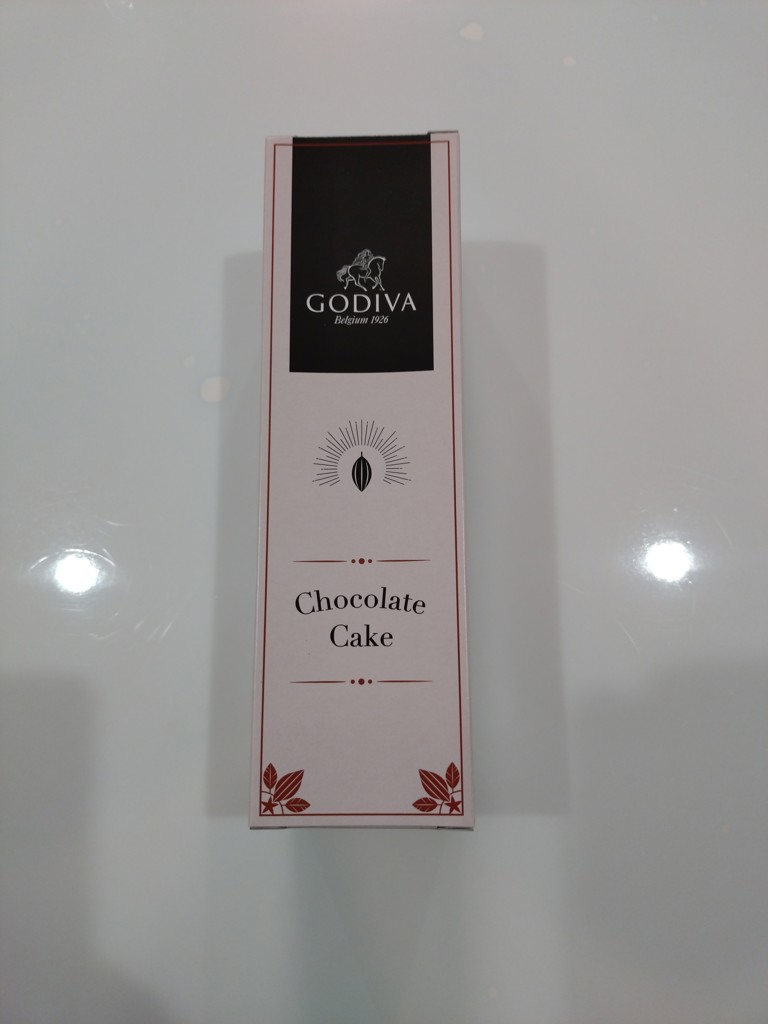 GODIVA
Belgium 1926
Chocolate
Cake